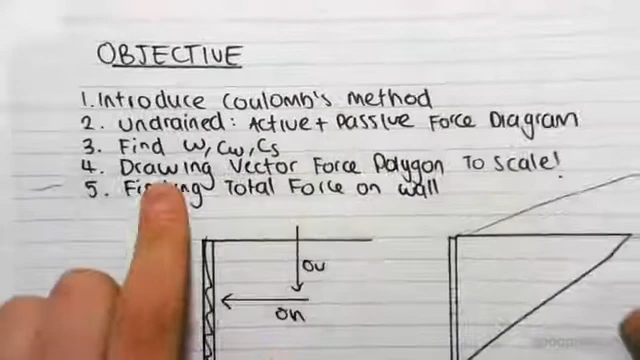 OBJECTIVE
1. Introduce Coulomb's method
2. Undrained: Active + Passive Force Diagram
3. Find W, Cw, Cs
4. Drawing Vector Force Polygon To Scale!
5. Total Force on wall
σv
σn